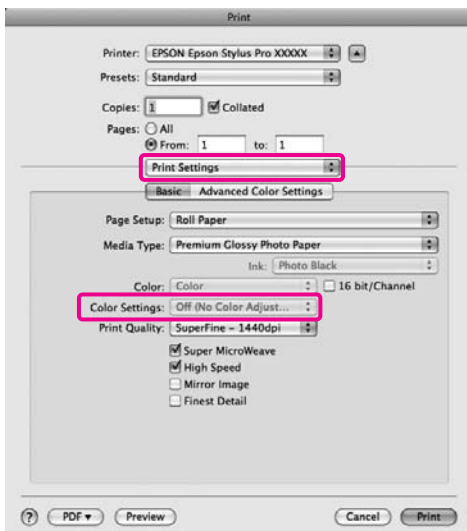 Print
Printer: EPSON Epson Stylus Pro XXXXX
Presets: Standard
Copies: 1 Collated
Pages: All
From: 1 to: 1
Print Settings
Basic Advanced Color Settings
Page Setup: Roll Paper
Media Type: Premium Glossy Photo Paper
Ink: Photo Black
Color: Color 16 bit/Channel
Color Settings: Off (No Color Adjust...
Print Quality: SuperFine - 1440dpi
Super MicroWeave
High Speed
Mirror Image
Finest Detail
? PDF Preview Cancel Print